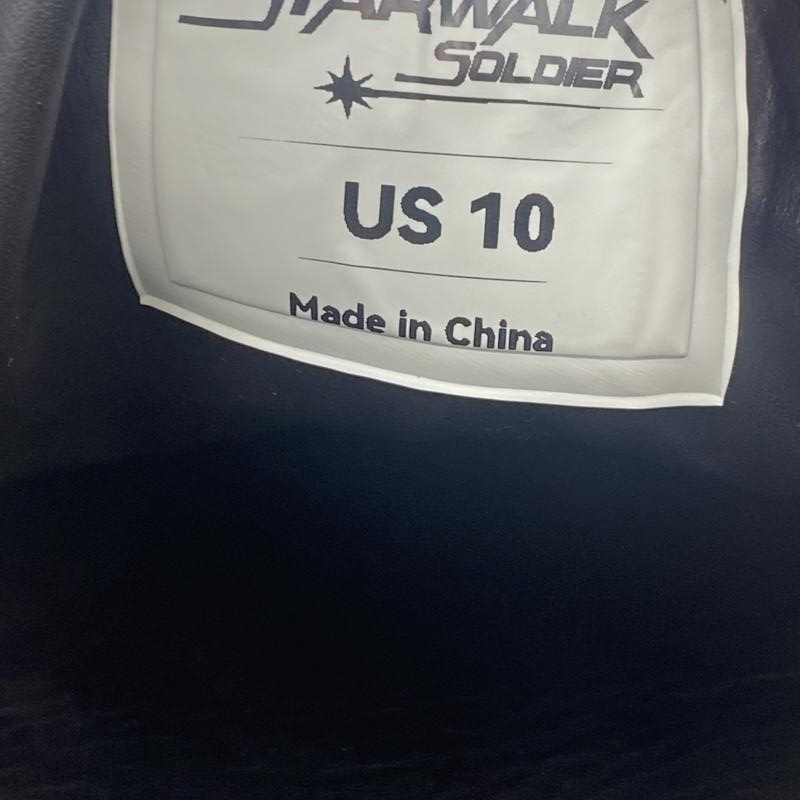 STARWALK
SOLDIER
US 10
Made in China